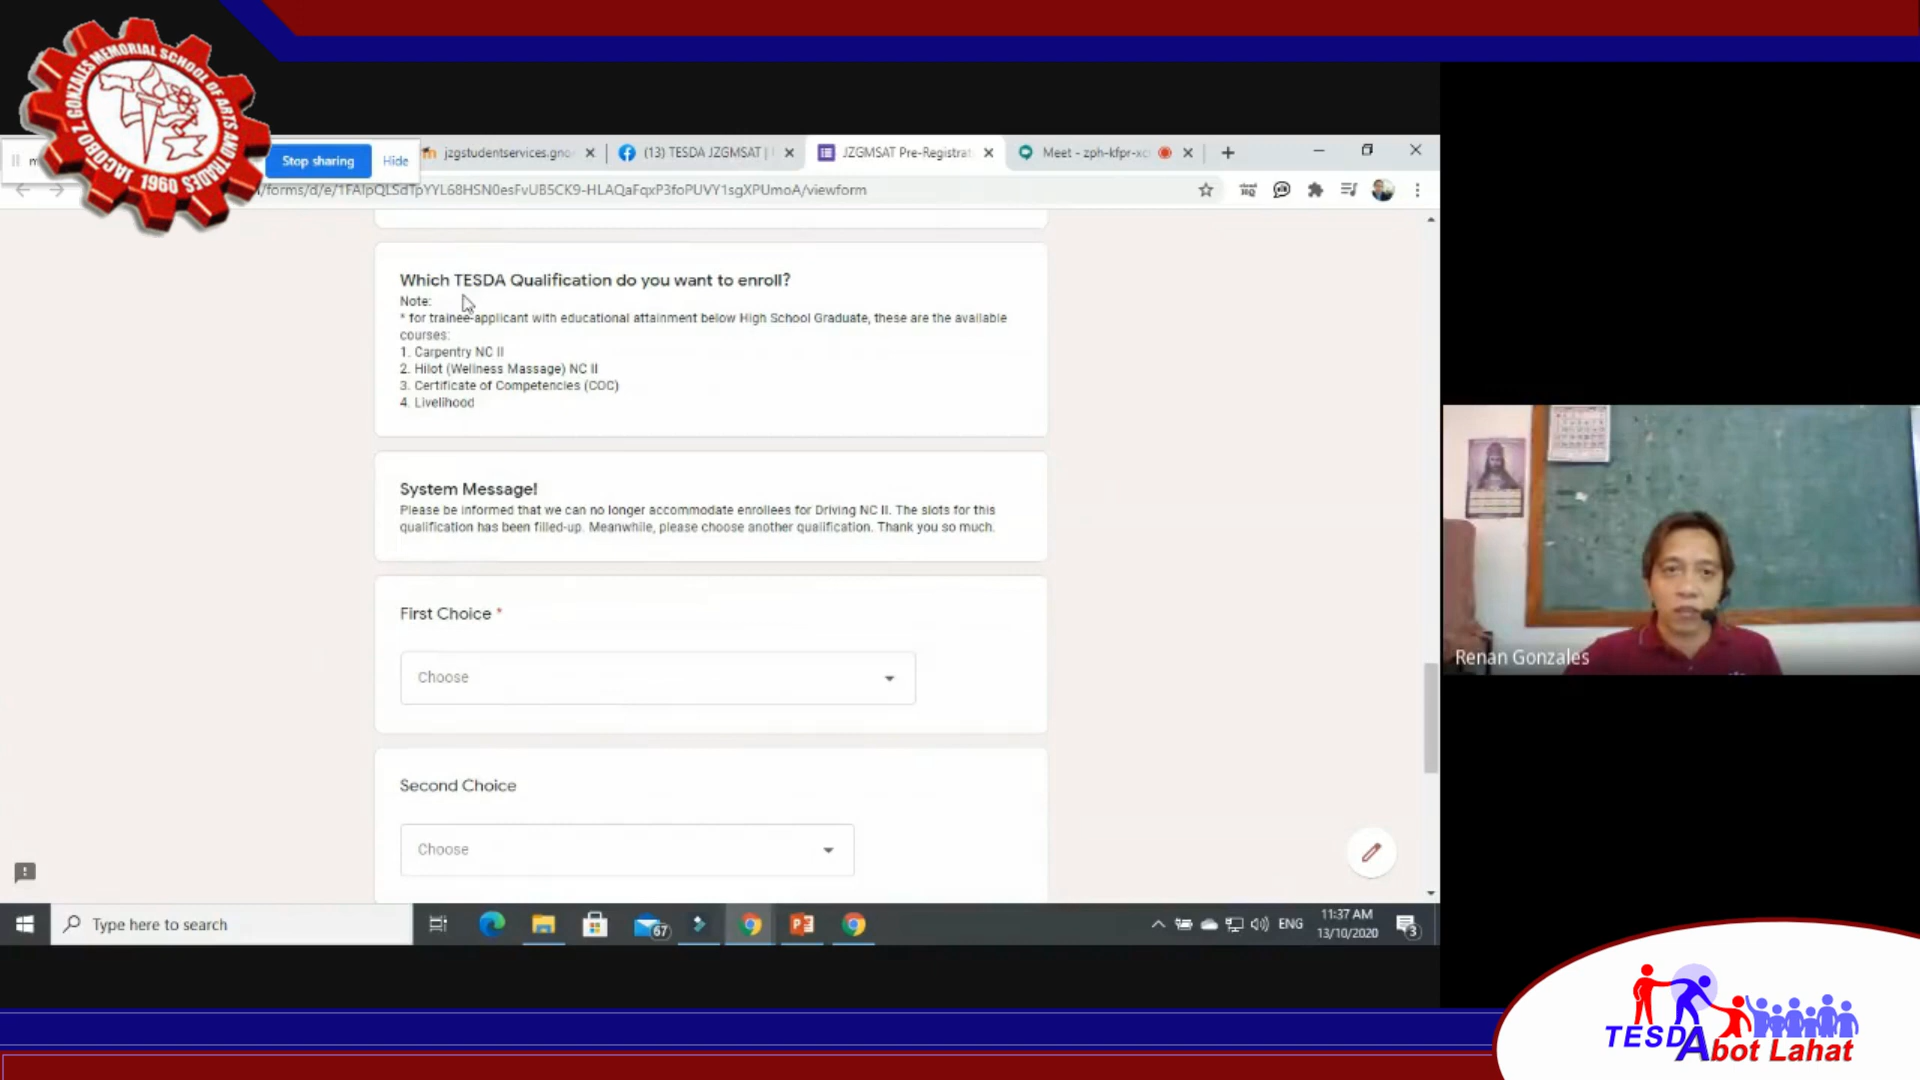 JACOBO Z. GONZALES MEMORIAL SCHOOL OF ARTS AND TRADES
1960
Stop sharing
Hide
jzgstudentservices.gno
(13) TESDA JZGMSAT |
JZGMSAT Pre-Registrat
Meet - zph-kfpr-xc
/forms/d/e/1FAIpQLSdTpYYL68HSN0esFvUB5CK9-HLAQaFqxP3foPUVY1sgXPUmoA/viewform
Which TESDA Qualification do you want to enroll?
Note:
* for trainee-applicant with educational attainment below High School Graduate, these are the available
courses:
1. Carpentry NC II
2. Hilot (Wellness Massage) NC II
3. Certificate of Competencies (COC)
4. Livelihood
System Message!
Please be informed that we can no longer accommodate enrollees for Driving NC II. The slots for this
qualification has been filled-up. Meanwhile, please choose another qualification. Thank you so much.
First Choice *
Choose
Second Choice
Choose
Renan Gonzales
Type here to search
67
ENG
11:37 AM
13/10/2020
3
TESDA
Abot Lahat